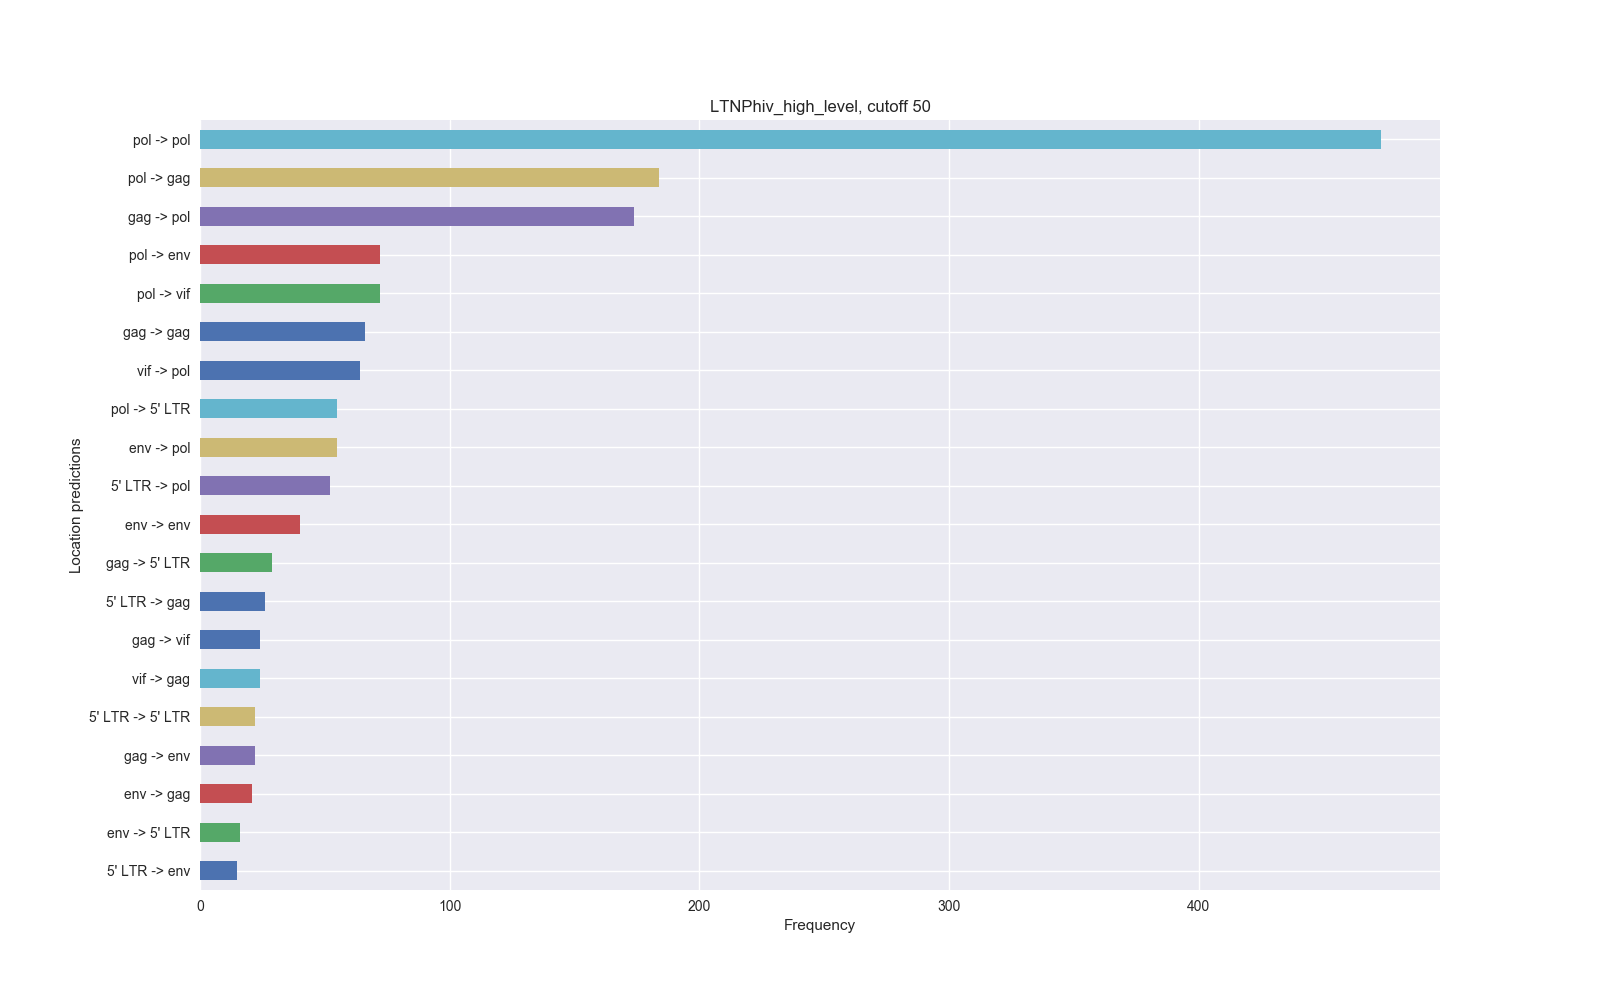 LTNPhiv_high_level, cutoff 50
pol -> pol
pol -> gag
gag -> pol
pol -> env
pol -> vif
gag -> gag
vif -> pol
pol -> 5' LTR
env -> pol
5' LTR -> pol
env -> env
gag -> 5' LTR
5' LTR -> gag
gag -> vif
vif -> gag
5' LTR -> 5' LTR
gag -> env
env -> gag
env -> 5' LTR
5' LTR -> env
Location predictions
0 100 200 300 400
Frequency